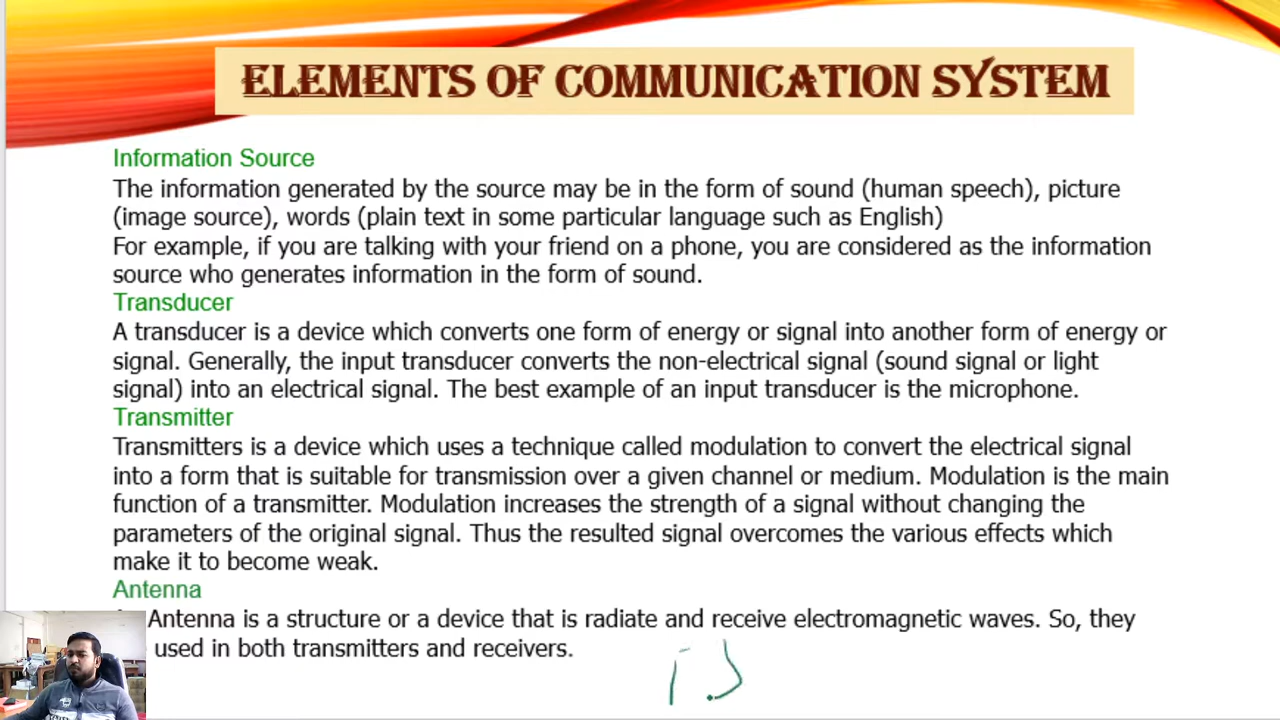 ELEMENTS OF COMMUNICATION SYSTEM
Information Source
The information generated by the source may be in the form of sound (human speech), picture
(image source), words (plain text in some particular language such as English)
For example, if you are talking with your friend on a phone, you are considered as the information
source who generates information in the form of sound.
Transducer
A transducer is a device which converts one form of energy or signal into another form of energy or
signal. Generally, the input transducer converts the non-electrical signal (sound signal or light
signal) into an electrical signal. The best example of an input transducer is the microphone.
Transmitter
Transmitters is a device which uses a technique called modulation to convert the electrical signal
into a form that is suitable for transmission over a given channel or medium. Modulation is the main
function of a transmitter. Modulation increases the strength of a signal without changing the
parameters of the original signal. Thus the resulted signal overcomes the various effects which
make it to become weak.
Antenna
Antenna is a structure or a device that is radiate and receive electromagnetic waves. So, they
used in both transmitters and receivers.